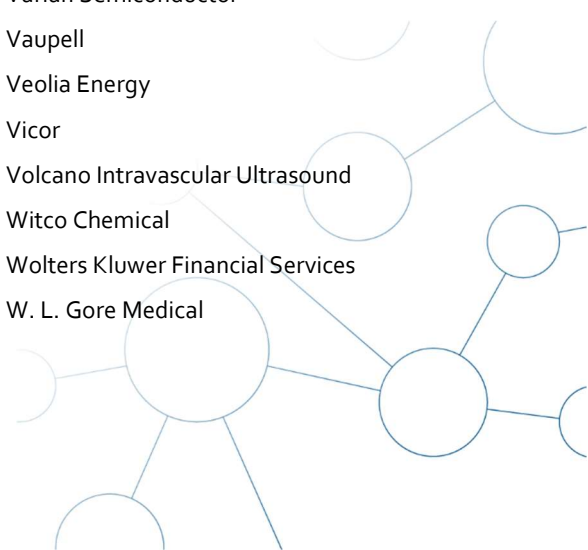 Vaupell
Veolia Energy
Vicor
Volcano Intravascular Ultrasound
Witco Chemical
Wolters Kluwer Financial Services
W. L. Gore Medical